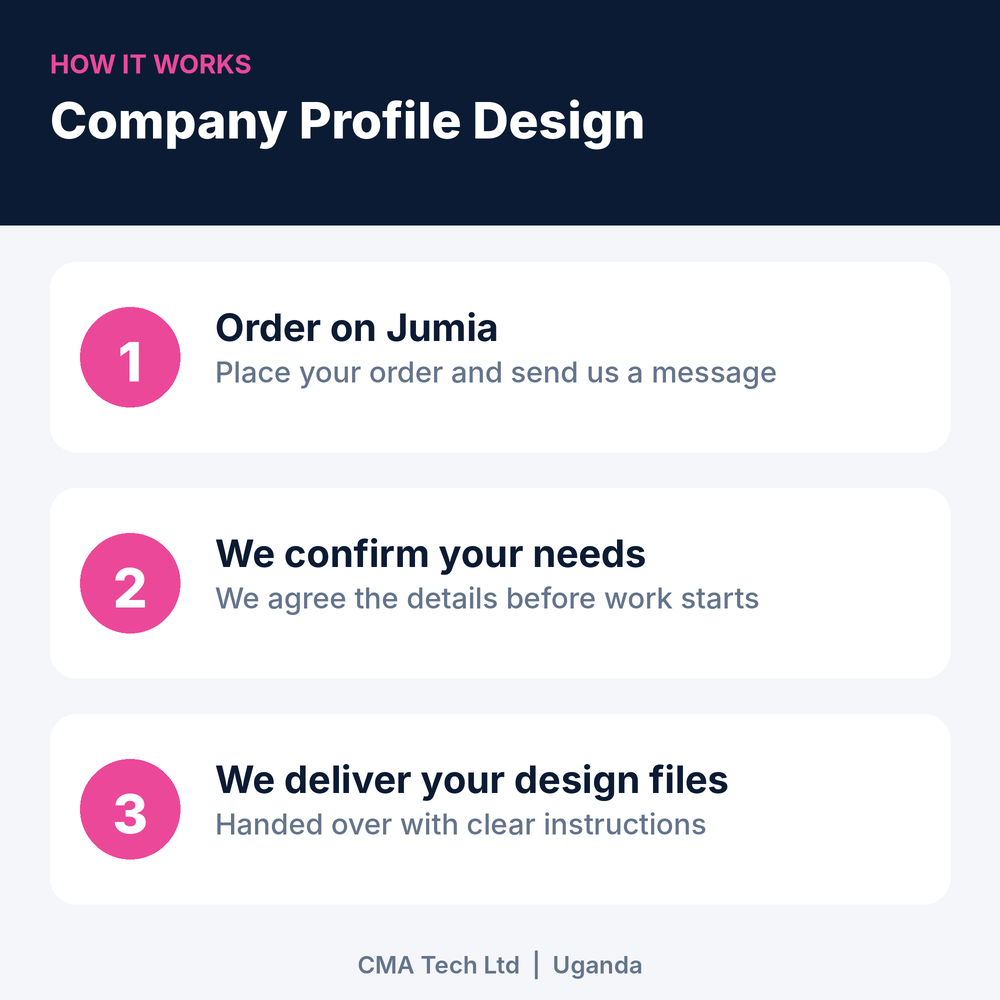 HOW IT WORKS
Company Profile Design
1
Order on Jumia
Place your order and send us a message
2
We confirm your needs
We agree the details before work starts
3
We deliver your design files
Handed over with clear instructions
CMA Tech Ltd | Uganda